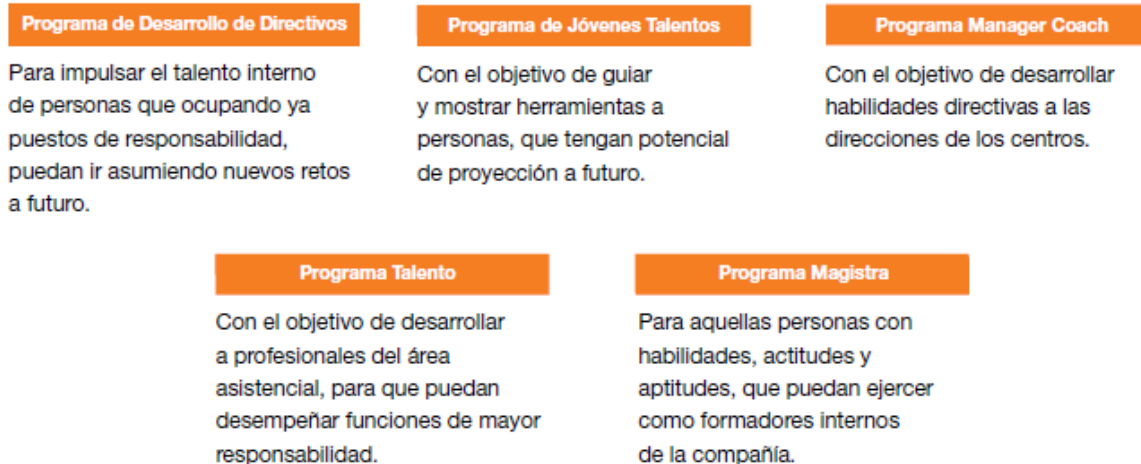 Programa de Desarrollo de Directivos
Para impulsar el talento interno
de personas que ocupando ya
puestos de responsabilidad,
puedan ir asumiendo nuevos retos
a futuro.
Programa de Jóvenes Talentos
Con el objetivo de guiar
y mostrar herramientas a
personas, que tengan potencial
de proyección a futuro.
Programa Manager Coach
Con el objetivo de desarrollar
habilidades directivas a las
direcciones de los centros.
Programa Talento
Con el objetivo de desarrollar
a profesionales del área
asistencial, para que puedan
desempeñar funciones de mayor
responsabilidad.
Programa Magistra
Para aquellas personas con
habilidades, actitudes y
aptitudes, que puedan ejercer
como formadores internos
de la compañía.